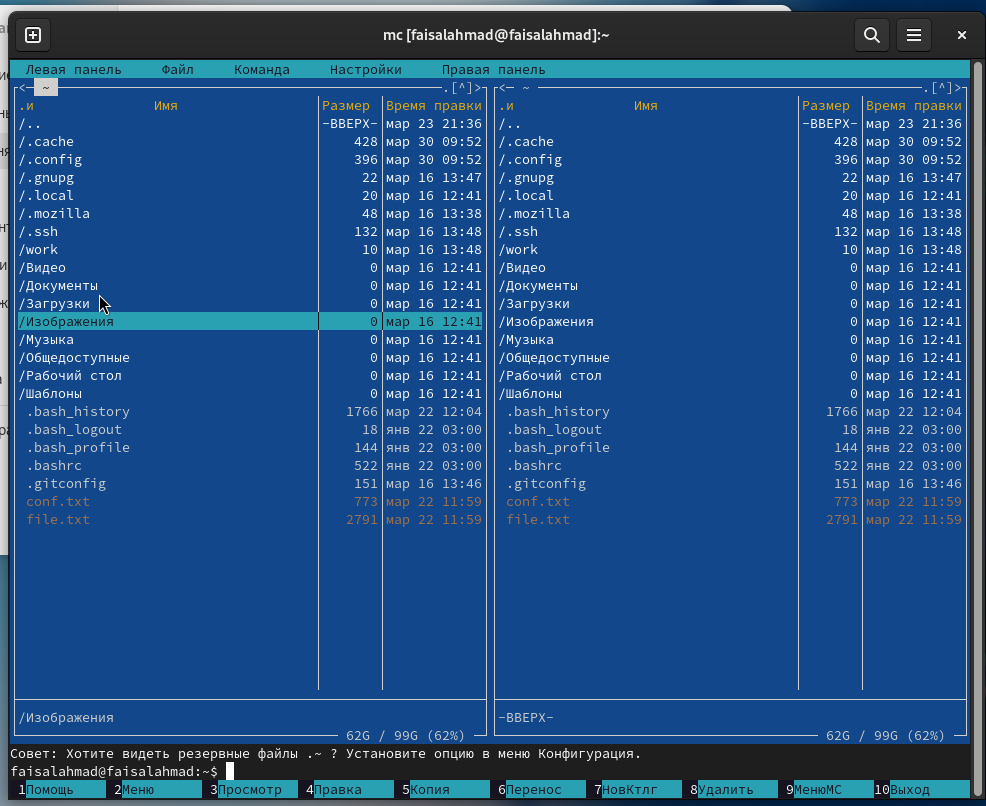 mc [faisalahmad@faisalahmad]:~
Левая панель Файл Команда Настройки Правая панель
<─ ~ .[^]> <─ ~ .[^]>
.и Имя Размер Время правки .и Имя Размер Время правки
/.. -ВВЕРХ- мар 23 21:36 /.. -ВВЕРХ- мар 23 21:36
/.cache 428 мар 30 09:52 /.cache 428 мар 30 09:52
/.config 396 мар 30 09:52 /.config 396 мар 30 09:52
/.gnupg 22 мар 16 13:47 /.gnupg 22 мар 16 13:47
/.local 20 мар 16 12:41 /.local 20 мар 16 12:41
/.mozilla 48 мар 16 13:38 /.mozilla 48 мар 16 13:38
/.ssh 132 мар 16 13:48 /.ssh 132 мар 16 13:48
/work 10 мар 16 13:48 /work 10 мар 16 13:48
/Видео 0 мар 16 12:41 /Видео 0 мар 16 12:41
/Документы 0 мар 16 12:41 /Документы 0 мар 16 12:41
/Загрузки 0 мар 16 12:41 /Загрузки 0 мар 16 12:41
/Изображения 0 мар 16 12:41 /Изображения 0 мар 16 12:41
/Музыка 0 мар 16 12:41 /Музыка 0 мар 16 12:41
/Общедоступные 0 мар 16 12:41 /Общедоступные 0 мар 16 12:41
/Рабочий стол 0 мар 16 12:41 /Рабочий стол 0 мар 16 12:41
/Шаблоны 0 мар 16 12:41 /Шаблоны 0 мар 16 12:41
.bash_history 1766 мар 22 12:04 .bash_history 1766 мар 22 12:04
.bash_logout 18 янв 22 03:00 .bash_logout 18 янв 22 03:00
.bash_profile 144 янв 22 03:00 .bash_profile 144 янв 22 03:00
.bashrc 522 янв 22 03:00 .bashrc 522 янв 22 03:00
.gitconfig 151 мар 16 13:46 .gitconfig 151 мар 16 13:46
conf.txt 773 мар 22 11:59 conf.txt 773 мар 22 11:59
file.txt 2791 мар 22 11:59 file.txt 2791 мар 22 11:59
/Изображения -ВВЕРХ-
62G / 99G (62%) 62G / 99G (62%)
Совет: Хотите видеть резервные файлы .~ ? Установите опцию в меню Конфигурация.
faisalahmad@faisalahmad:~$
1Помощь 2Меню 3Просмотр 4Правка 5Копия 6Перенос 7НовКтлг 8Удалить 9МенюМС 10Выход